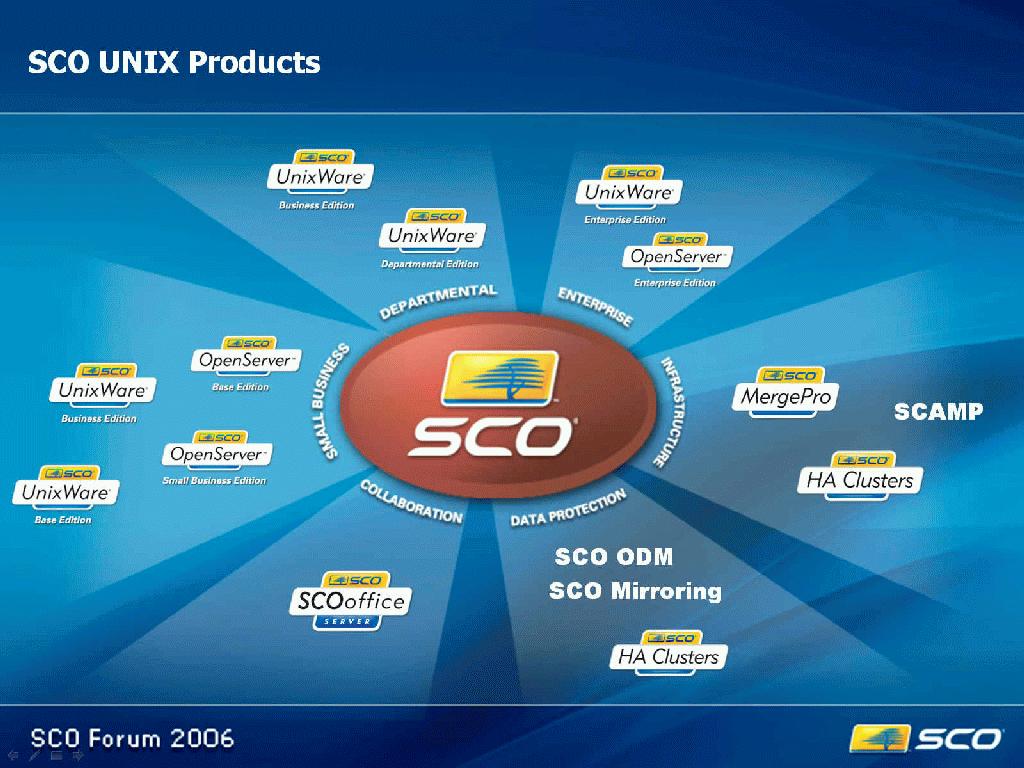 SCO UNIX Products
SCO
UnixWare®
Business Edition
SCO
UnixWare®
Departmental Edition
SCO
UnixWare®
Enterprise Edition
SCO
OpenServer™
Enterprise Edition
DEPARTMENTAL
ENTERPRISE
SMALL BUSINESS
INFRASTRUCTURE
COLLABORATION
DATA PROTECTION
SCO®
SCO
OpenServer™
Base Edition
SCO
UnixWare®
Business Edition
SCO
OpenServer™
Small Business Edition
SCO
UnixWare®
Base Edition
SCO
MergePro
SCAMP
SCO
HA Clusters
SCO
SCOoffice
SERVER
SCO ODM
SCO Mirroring
SCO
HA Clusters
SCO Forum 2006
SCO